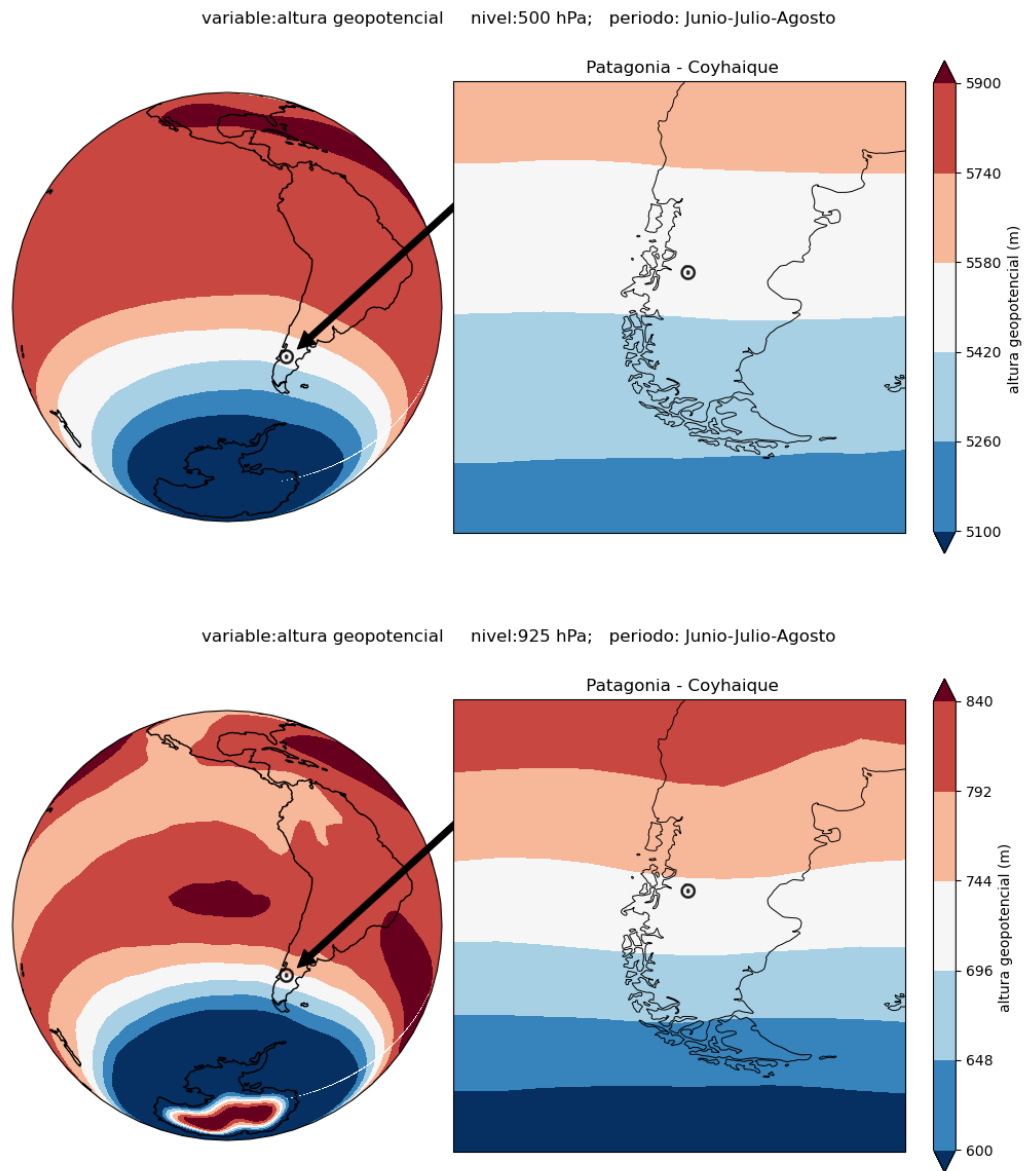 variable:altura geopotencial nivel:500 hPa; periodo: Junio-Julio-Agosto
Patagonia - Coyhaique
5900
5740
5580
5420
5260
5100
altura geopotencial (m)
variable:altura geopotencial nivel:925 hPa; periodo: Junio-Julio-Agosto
Patagonia - Coyhaique
840
792
744
696
648
600
altura geopotencial (m)